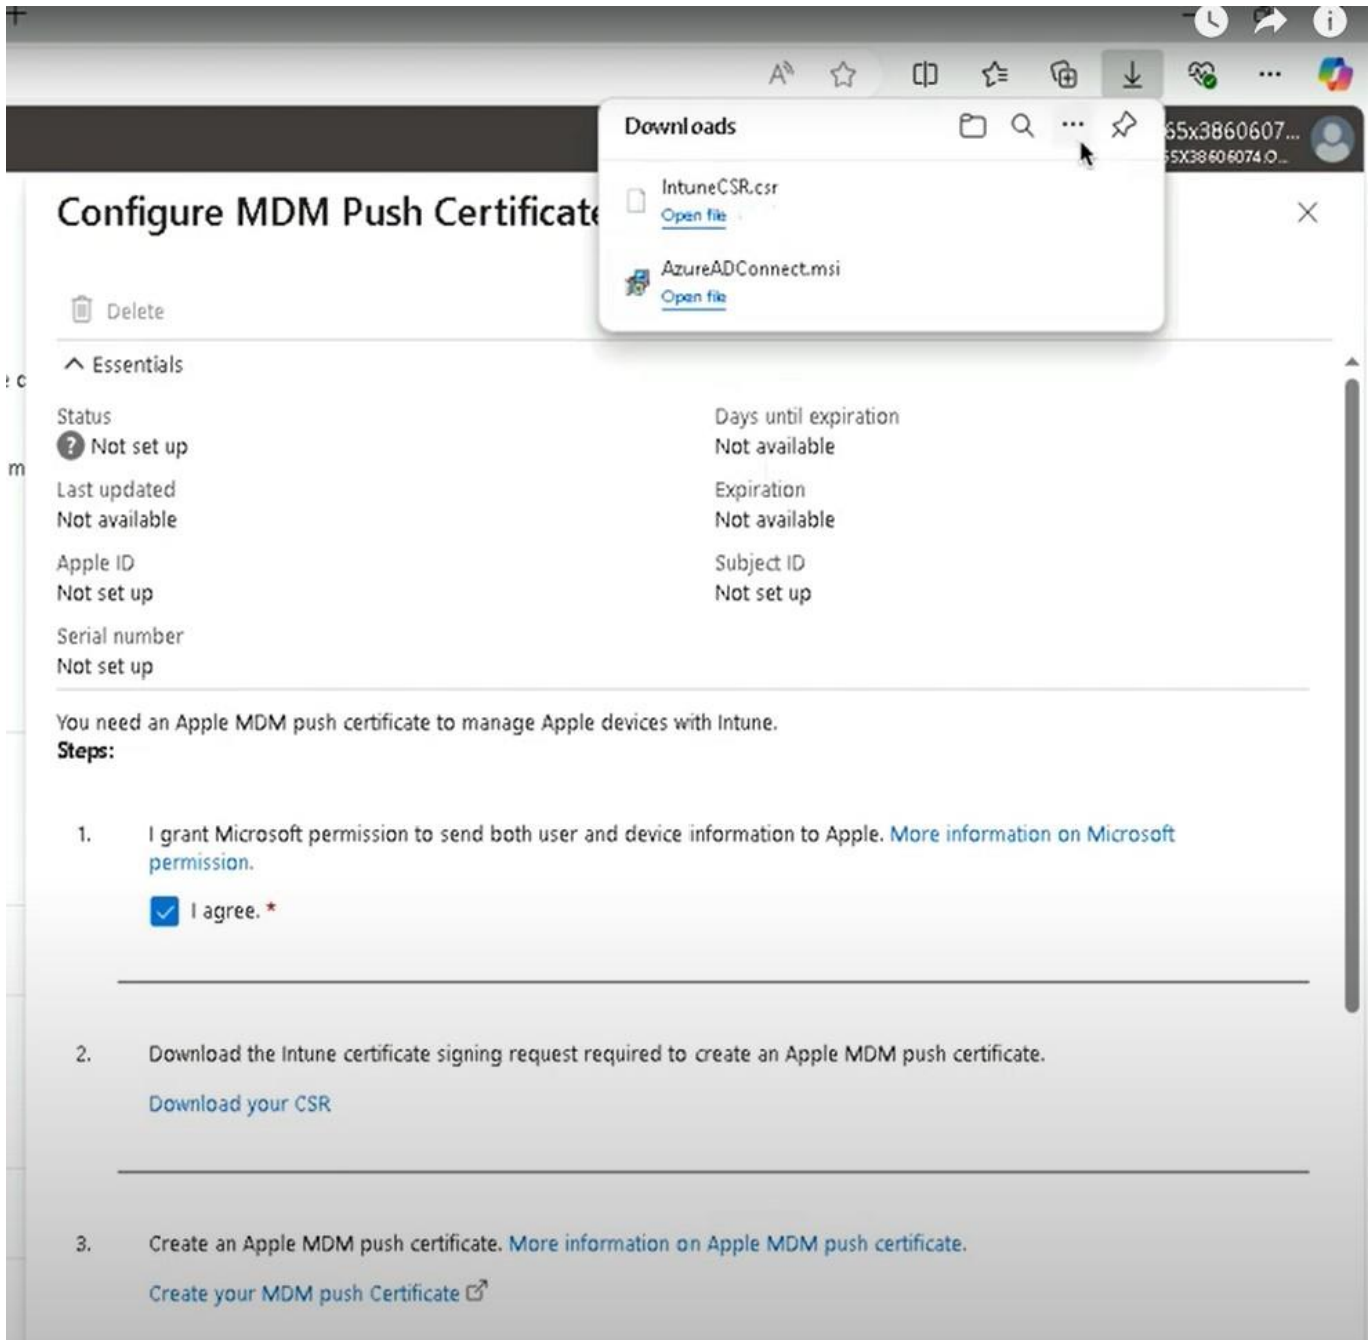 Downloads
65x3860607...
65X38606074.O...
IntuneCSR.csr
Open file
AzureADConnect.msi
Open file
Configure MDM Push Certificate
Delete
Essentials
Status
Not set up
Days until expiration
Not available
Last updated
Not available
Expiration
Not available
Apple ID
Not set up
Subject ID
Not set up
Serial number
Not set up
You need an Apple MDM push certificate to manage Apple devices with Intune.
Steps:
1. I grant Microsoft permission to send both user and device information to Apple. More information on Microsoft
permission.
I agree. *
2. Download the Intune certificate signing request required to create an Apple MDM push certificate.
Download your CSR
3. Create an Apple MDM push certificate. More information on Apple MDM push certificate.
Create your MDM push Certificate